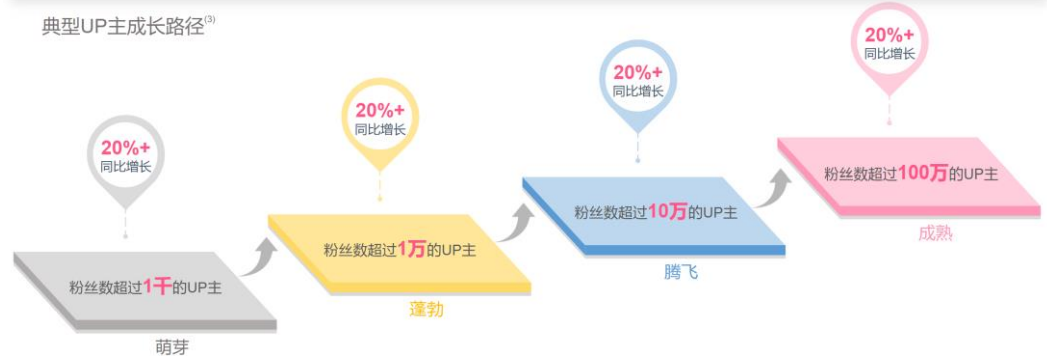 典型UP主成长路径(3)
20%+
同比增长
粉丝数超过1千的UP主
萌芽
20%+
同比增长
粉丝数超过1万的UP主
蓬勃
20%+
同比增长
粉丝数超过10万的UP主
腾飞
20%+
同比增长
粉丝数超过100万的UP主
成熟